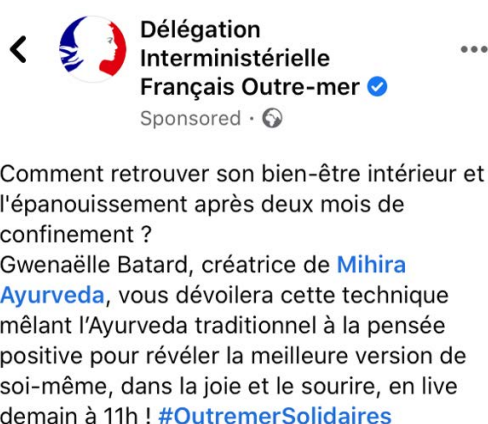 Délégation
Interministérielle
Français Outre-mer
Sponsored ·
Comment retrouver son bien-être intérieur et
l'épanouissement après deux mois de
confinement ?
Gwenaëlle Batard, créatrice de Mihira
Ayurveda, vous dévoilera cette technique
mêlant l’Ayurveda traditionnel à la pensée
positive pour révéler la meilleure version de
soi-même, dans la joie et le sourire, en live
demain à 11h ! #OutremerSolidaires